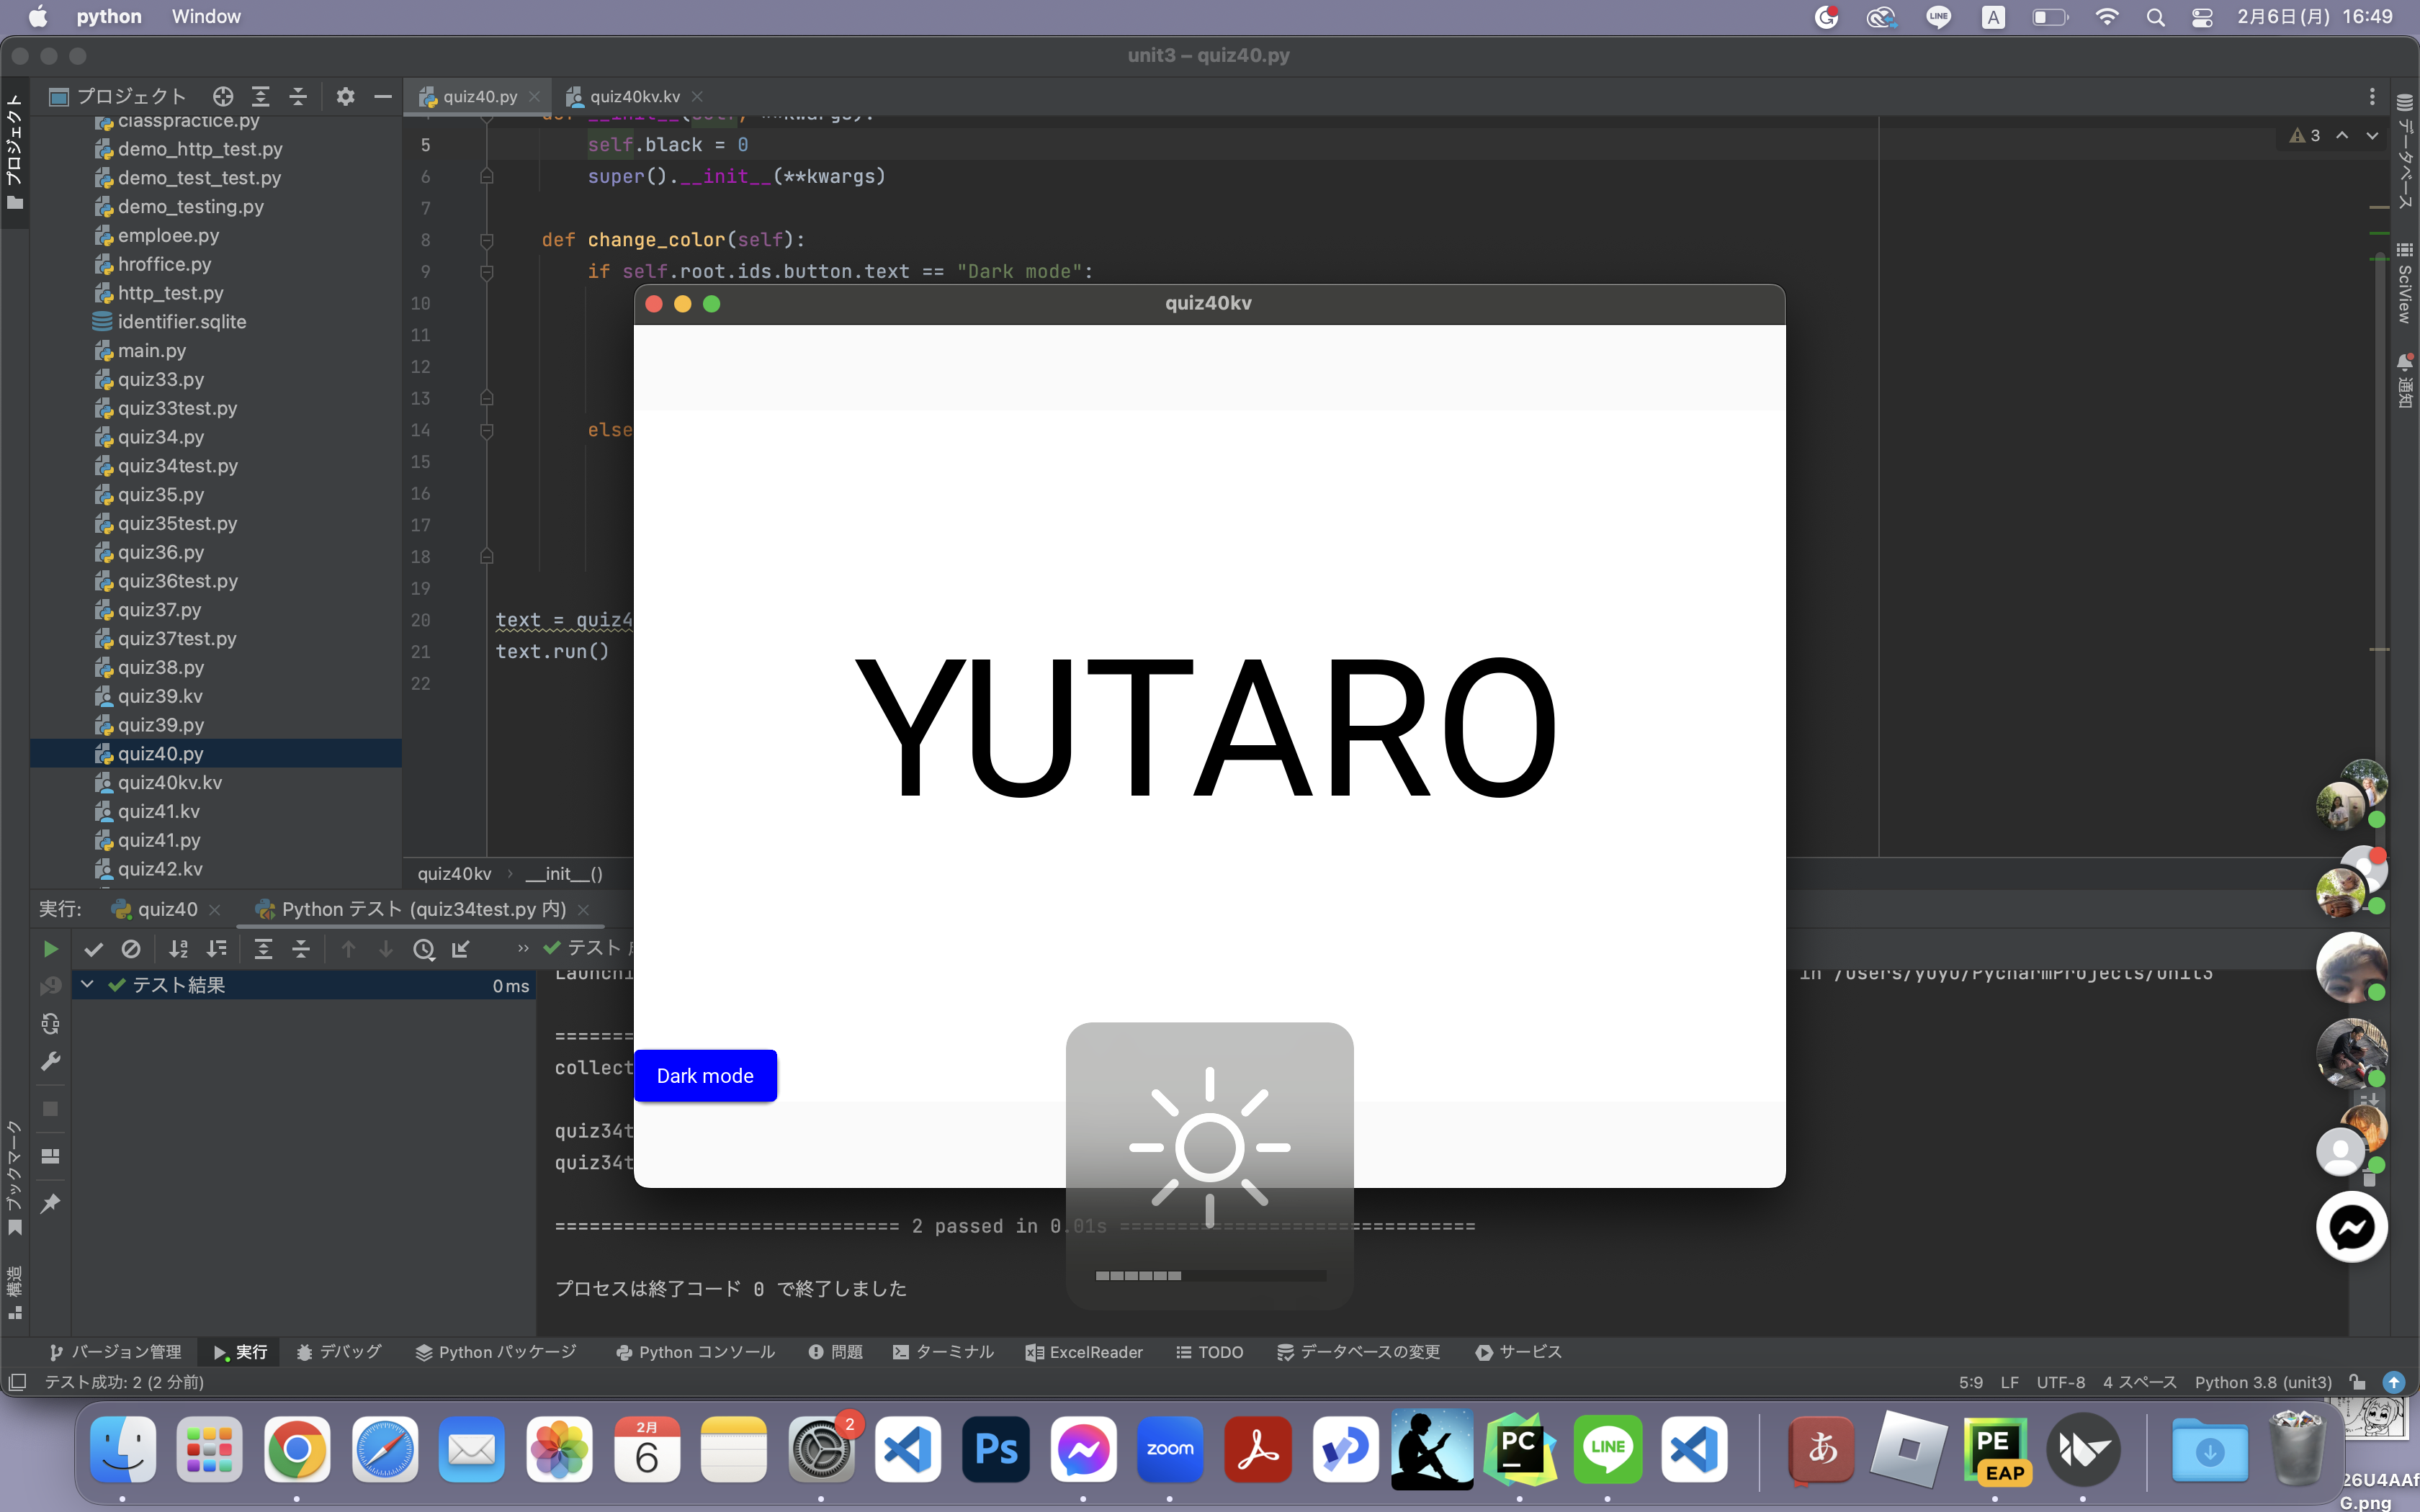 python Window
LINE A 2月6日(月) 16:49
unit3 – quiz40.py
プロジェクト
quiz40.py
quiz40kv.kv
プロジェクト
classpractice.py
demo_http_test.py
demo_test_test.py
demo_testing.py
emploee.py
hroffice.py
http_test.py
identifier.sqlite
main.py
quiz33.py
quiz33test.py
quiz34.py
quiz34test.py
quiz35.py
quiz35test.py
quiz36.py
quiz36test.py
quiz37.py
quiz37test.py
quiz38.py
quiz39.kv
quiz39.py
quiz40.py
quiz40kv.kv
quiz41.kv
quiz41.py
quiz42.kv
def __init__(self, **kwargs):
5 self.black = 0
6 super().__init__(**kwargs)
7
8 def change_color(self):
9 if self.root.ids.button.text == "Dark mode":
10
11
12
13
14 else
15
16
17
18
19
20 text = quiz4
21 text.run()
22
3
データベース
SciView
通知
quiz40kv
YUTARO
Dark mode
quiz40kv › __init__()
実行: quiz40 Python テスト (quiz34test.py 内)
テスト
テスト結果 0 ms
Launchi
in /Users/yuyu/PycharmProjects/unit3
collect
quiz34t
quiz34t
============================== 2 passed in 0.01s ===============================
プロセスは終了コード 0 で終了しました
ブックマーク
構造
バージョン管理 実行 デバッグ Python パッケージ Python コンソール 問題 ターミナル ExcelReader TODO データベースの変更 サービス
テスト成功: 2 (2 分前)
5:9 LF UTF-8 4 スペース Python 3.8 (unit3)
2月
6
2
Ps
zoom
PC
LINE
あ
PE
EAP
26U4AAf
G.png